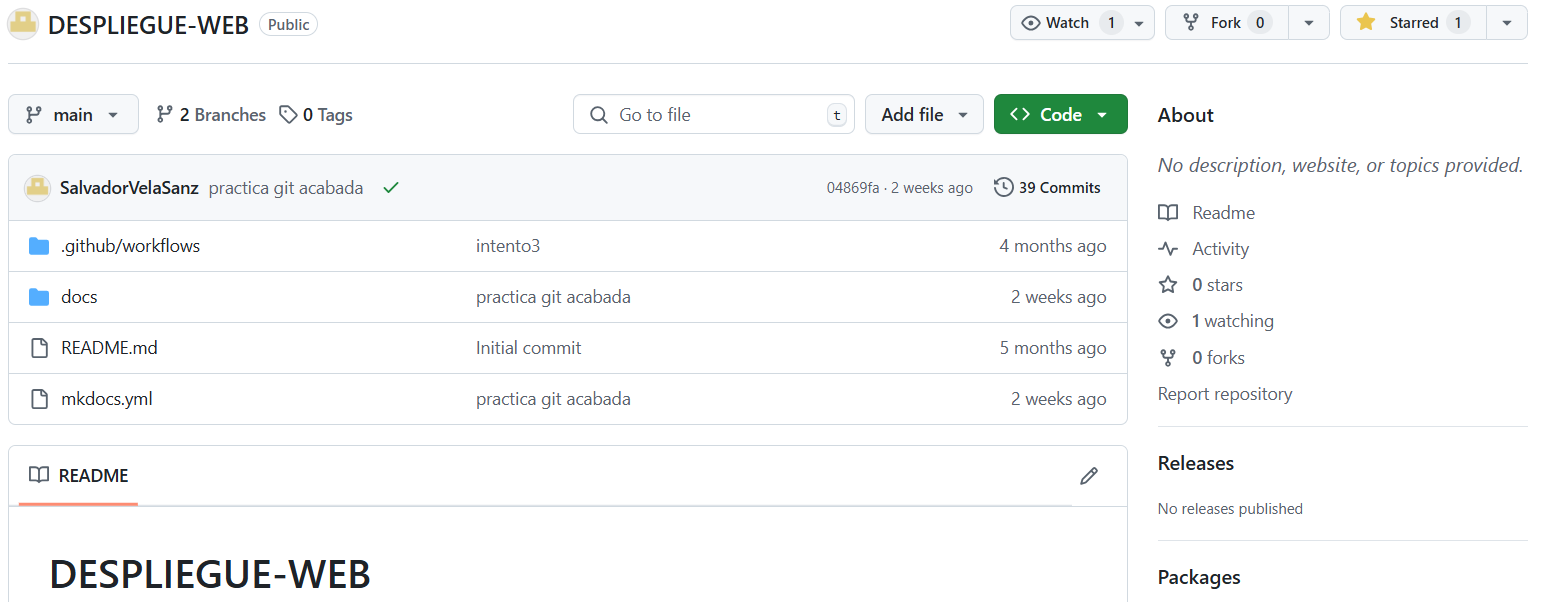 DESPLIEGUE-WEB Public Watch 1 Fork 0 Starred 1
main 2 Branches 0 Tags Go to file t Add file Code
SalvadorVelaSanz practica git acabada 04869fa · 2 weeks ago 39 Commits
.github/workflows intento3 4 months ago
docs practica git acabada 2 weeks ago
README.md Initial commit 5 months ago
mkdocs.yml practica git acabada 2 weeks ago
README
DESPLIEGUE-WEB
About
No description, website, or topics provided.
Readme
Activity
0 stars
1 watching
0 forks
Report repository
Releases
No releases published
Packages